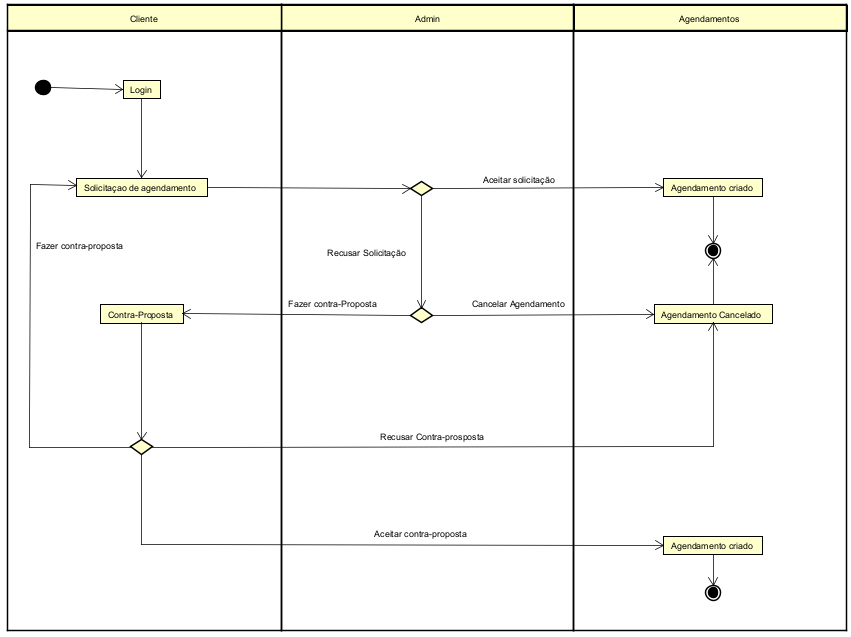 Cliente
Admin
Agendamentos
Login
Solicitaçao de agendamento
Aceitar solicitação
Agendamento criado
Fazer contra-proposta
Recusar Solicitação
Contra-Proposta
Fazer contra-Proposta
Cancelar Agendamento
Agendamento Cancelado
Recusar Contra-prosposta
Aceitar contra-proposta
Agendamento criado